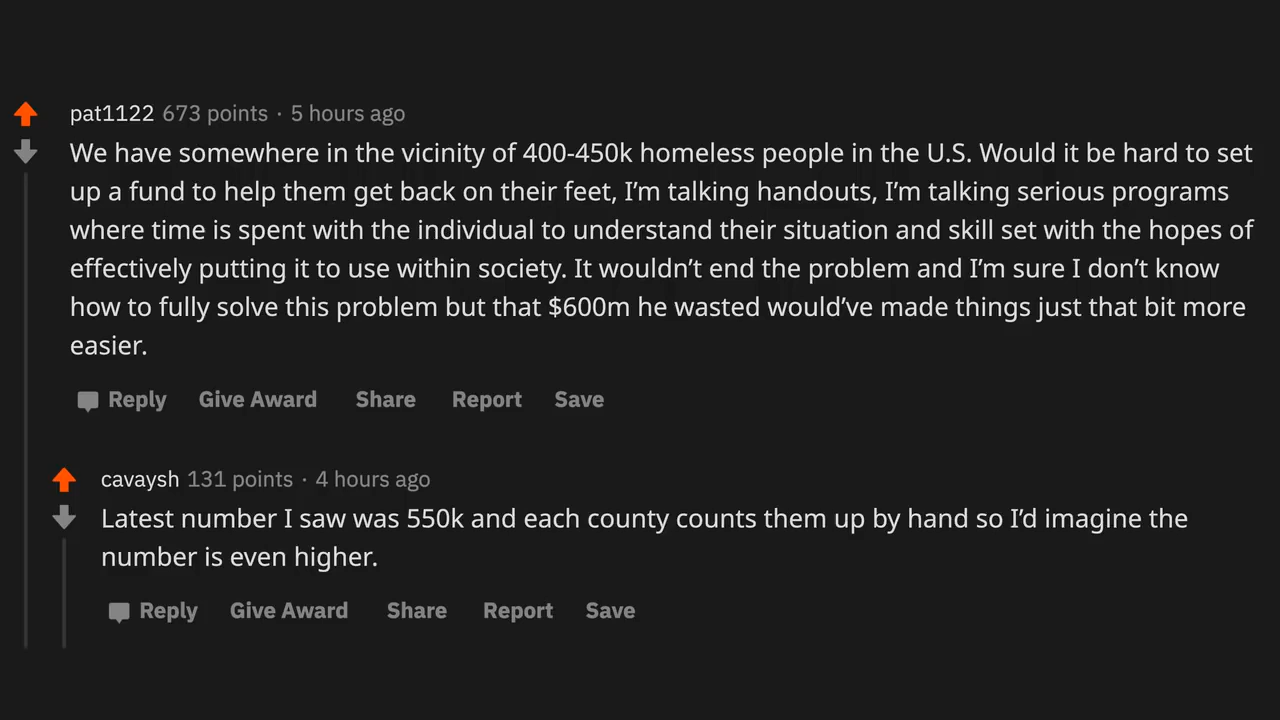 pat1122 673 points · 5 hours ago
We have somewhere in the vicinity of 400-450k homeless people in the U.S. Would it be hard to set
up a fund to help them get back on their feet, I’m talking handouts, I’m talking serious programs
where time is spent with the individual to understand their situation and skill set with the hopes of
effectively putting it to use within society. It wouldn’t end the problem and I’m sure I don’t know
how to fully solve this problem but that $600m he wasted would’ve made things just that bit more
easier.
Reply Give Award Share Report Save
cavaysh 131 points · 4 hours ago
Latest number I saw was 550k and each county counts them up by hand so I’d imagine the
number is even higher.
Reply Give Award Share Report Save